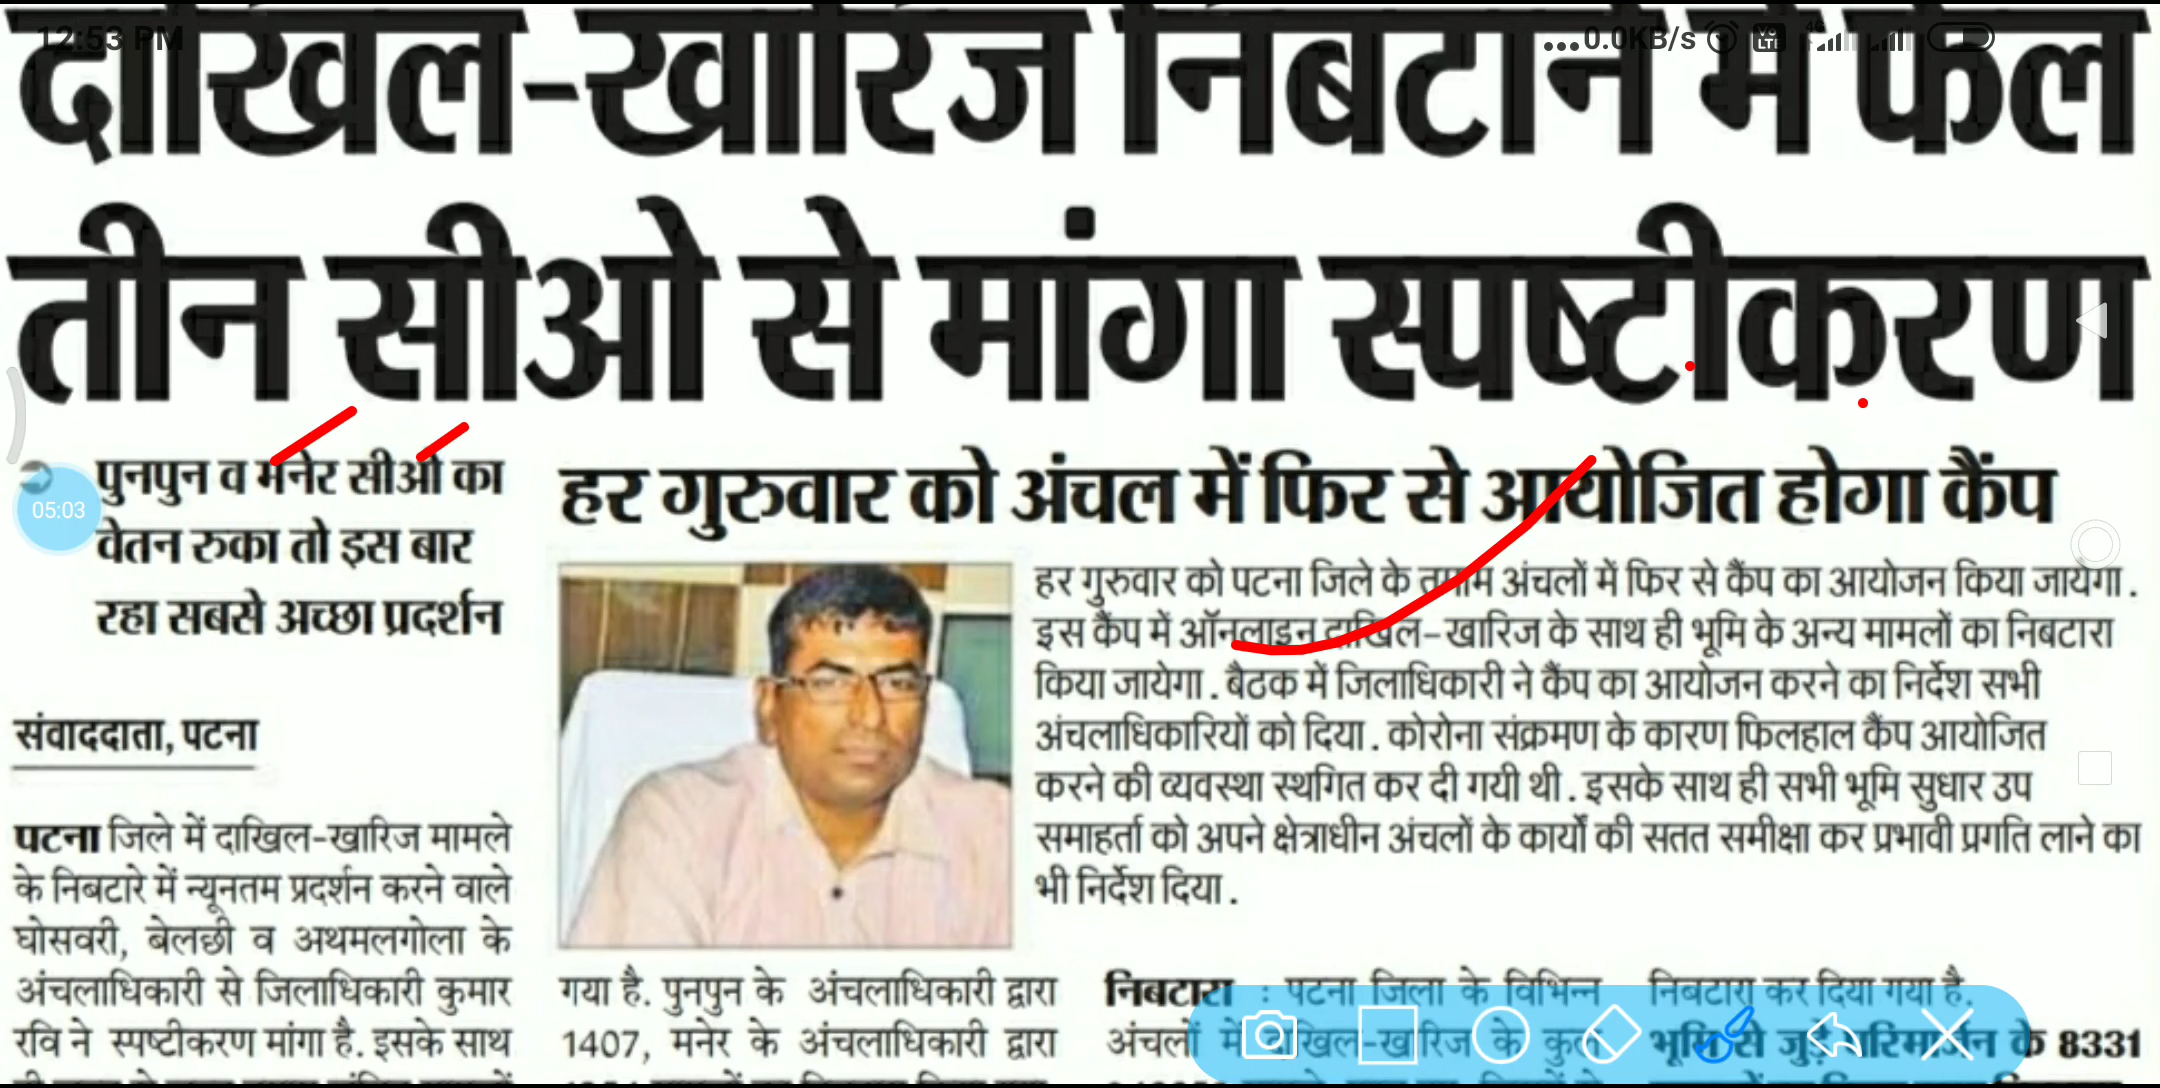 12:53 PM
...0.0KB/s
4G
दाखिल-खारिज निबटाने में फेल
तीन सीओ से मांगा स्पष्टीकरण
पुनपुन व मनेर सीओ का
वेतन रुका तो इस बार
रहा सबसे अच्छा प्रदर्शन
05:03
संवाददाता, पटना
पटना जिले में दाखिल-खारिज मामले
के निबटारे में न्यूनतम प्रदर्शन करने वाले
घोसवरी, बेलछी व अथमलगोला के
अंचलाधिकारी से जिलाधिकारी कुमार
रवि ने स्पष्टीकरण मांगा है. इसके साथ
हर गुरुवार को अंचल में फिर से आयोजित होगा कैंप
हर गुरुवार को पटना जिले के तमाम अंचलों में फिर से कैंप का आयोजन किया जायेगा.
इस कैंप में ऑनलाइन दाखिल-खारिज के साथ ही भूमि के अन्य मामलों का निबटारा
किया जायेगा. बैठक में जिलाधिकारी ने कैंप का आयोजन करने का निर्देश सभी
अंचलाधिकारियों को दिया. कोरोना संक्रमण के कारण फिलहाल कैंप आयोजित
करने की व्यवस्था स्थगित कर दी गयी थी. इसके साथ ही सभी भूमि सुधार उप
समाहर्ता को अपने क्षेत्राधीन अंचलों के कार्यों की सतत समीक्षा कर प्रभावी प्रगति लाने का
भी निर्देश दिया.
गया है. पुनपुन के अंचलाधिकारी द्वारा
1407, मनेर के अंचलाधिकारी द्वारा
निबटारा : पटना जिला के विभिन्न
अंचलों में दाखिल-खारिज के कुल
निबटारा कर दिया गया है.
भूमि से जुड़े परिमार्जन के 8331